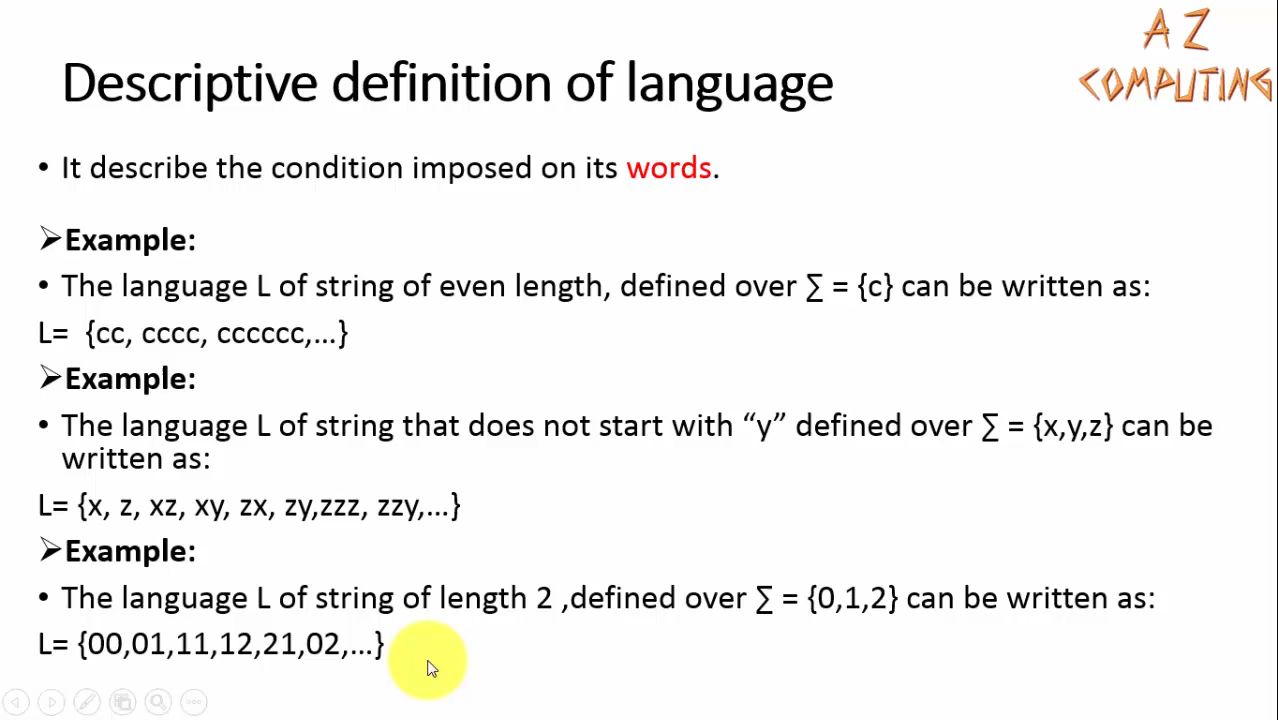 A Z
COMPUTING
Descriptive definition of language
• It describe the condition imposed on its words.
➢Example:
• The language L of string of even length, defined over ∑ = {c} can be written as:
L= {cc, cccc, cccccc,...}
➢Example:
• The language L of string that does not start with “y” defined over ∑ = {x,y,z} can be
written as:
L= {x, z, xz, xy, zx, zy,zzz, zzy,...}
➢Example:
• The language L of string of length 2 ,defined over ∑ = {0,1,2} can be written as:
L= {00,01,11,12,21,02,...}